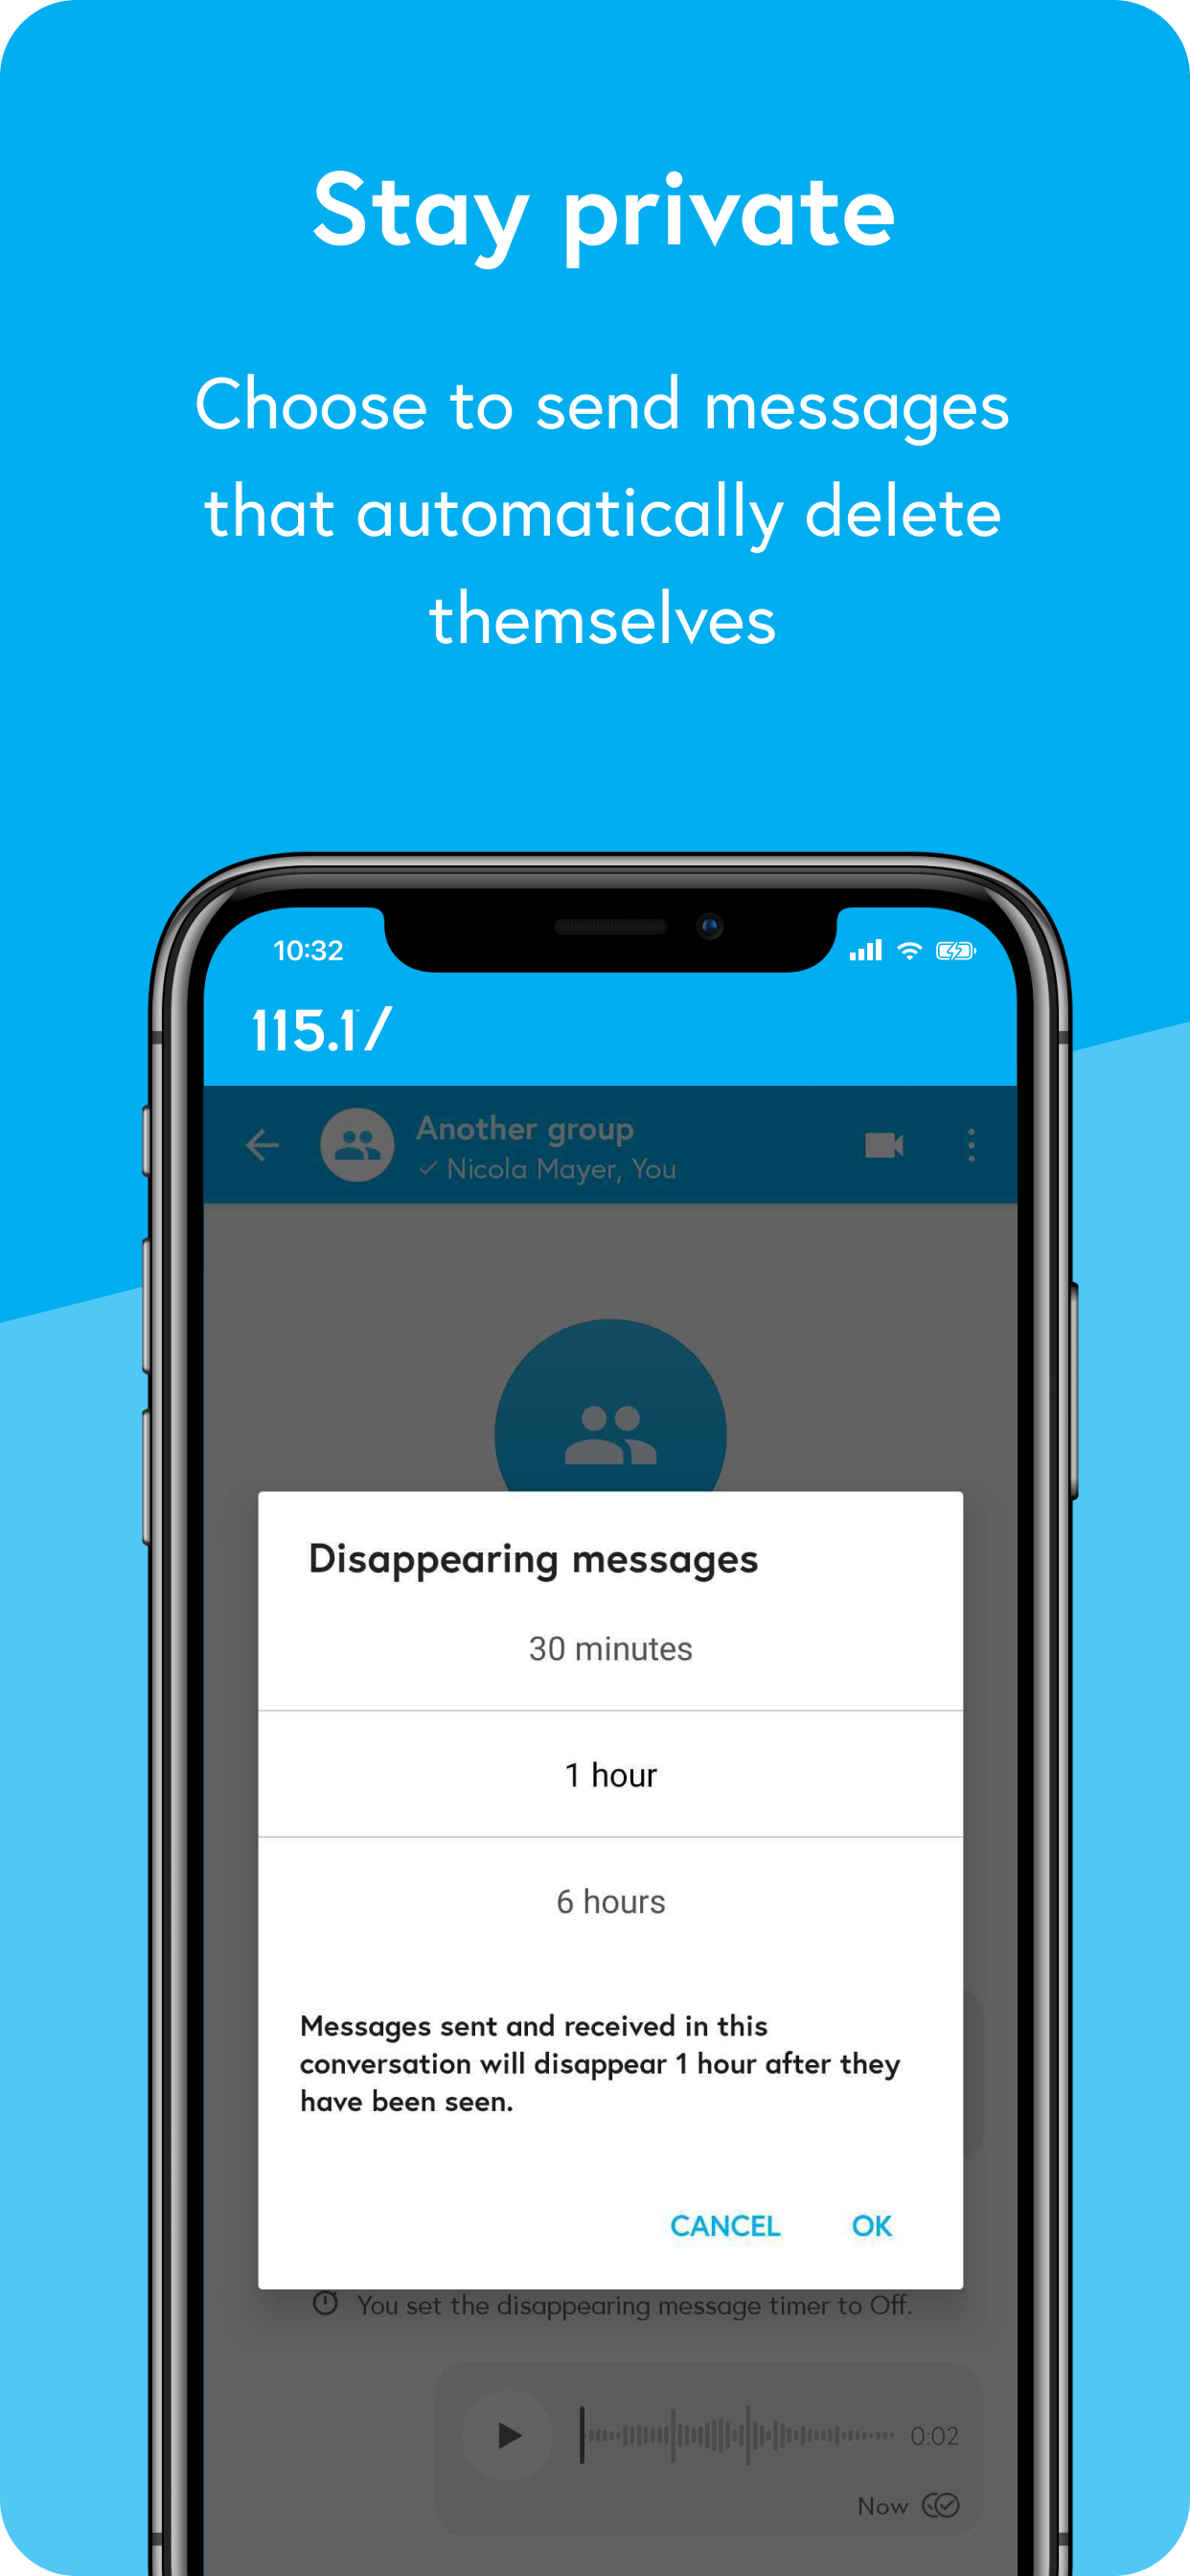 Stay private
Choose to send messages
that automatically delete
themselves
10:32
115.1/
Another group
Nicola Mayer, You
Disappearing messages
30 minutes
1 hour
6 hours
Messages sent and received in this
conversation will disappear 1 hour after they
have been seen.
CANCEL OK
You set the disappearing message timer to Off.
0:02
Now